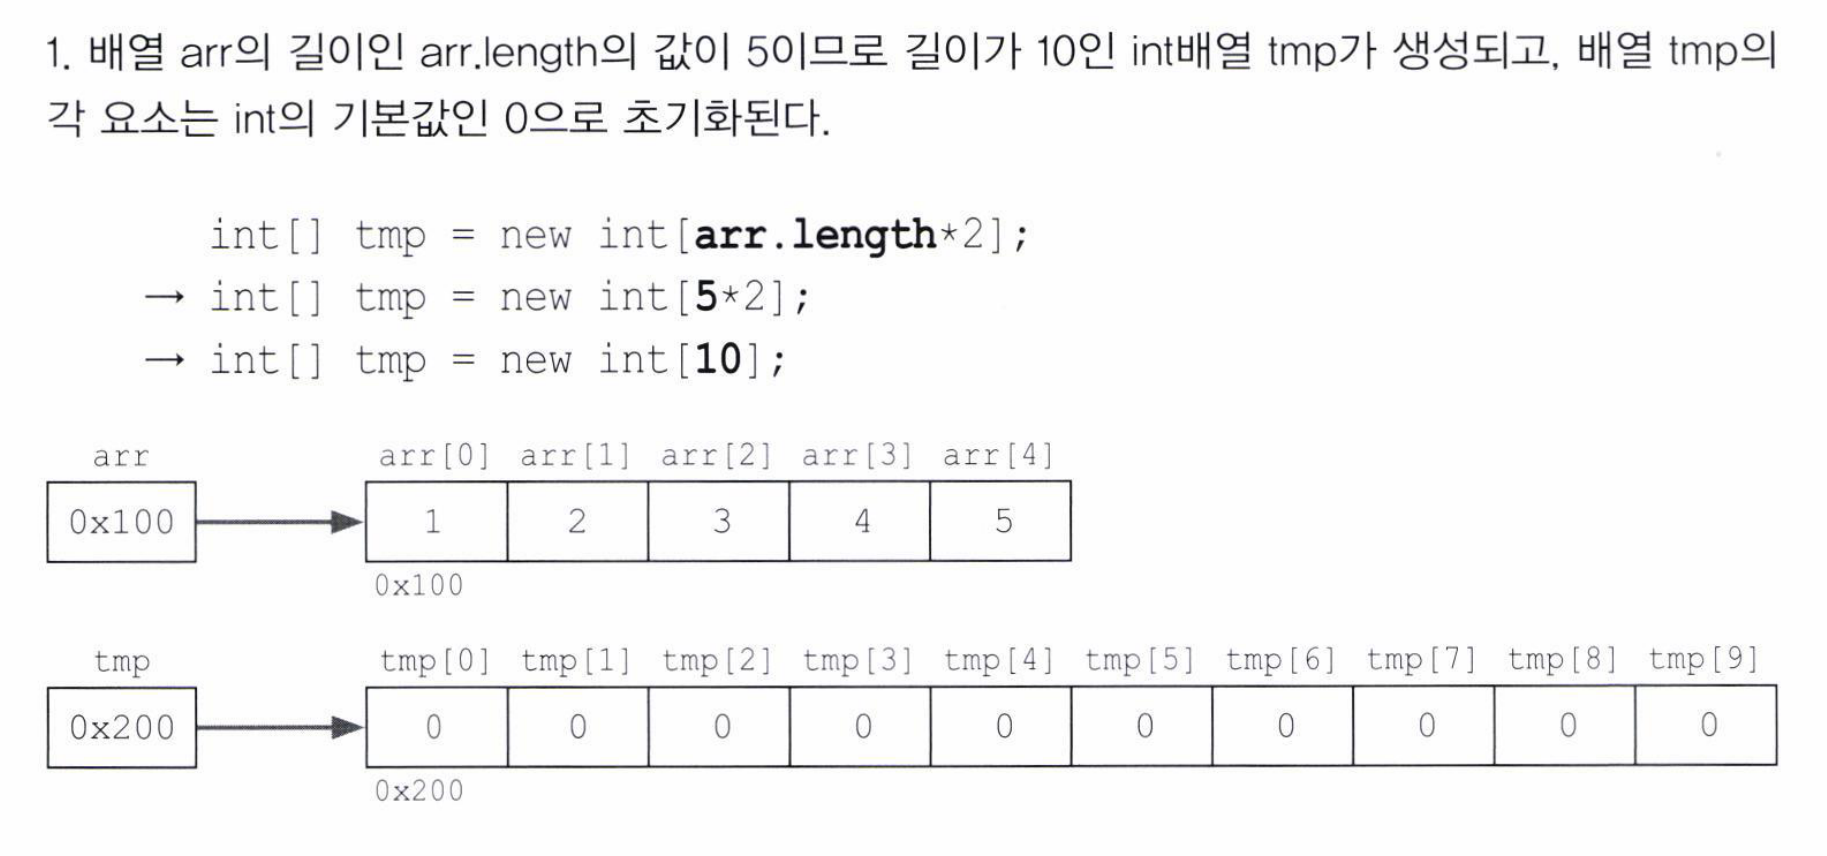 1. 배열 arr의 길이인 arr.length의 값이 5이므로 길이가 10인 int배열 tmp가 생성되고, 배열 tmp의
각 요소는 int의 기본값인 0으로 초기화된다.
int[] tmp = new int[arr.length*2];
→ int[] tmp = new int[5*2];
→ int[] tmp = new int[10];
arr arr[0] arr[1] arr[2] arr[3] arr[4]
0x100 1 2 3 4 5
0x100
tmp tmp[0] tmp[1] tmp[2] tmp[3] tmp[4] tmp[5] tmp[6] tmp[7] tmp[8] tmp[9]
0x200 0 0 0 0 0 0 0 0 0 0
0x200